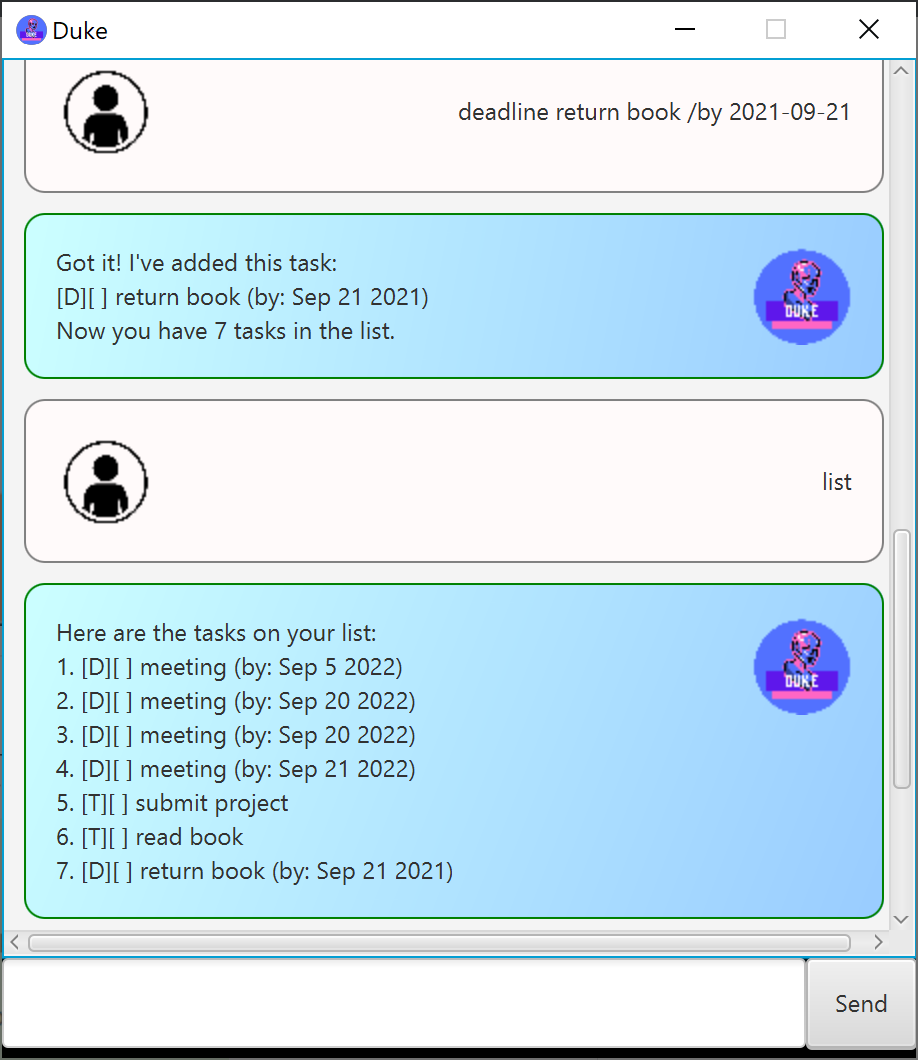 Duke
deadline return book /by 2021-09-21
Got it! I've added this task:
[D][ ] return book (by: Sep 21 2021)
Now you have 7 tasks in the list.
DUKE
list
Here are the tasks on your list:
1. [D][ ] meeting (by: Sep 5 2022)
2. [D][ ] meeting (by: Sep 20 2022)
3. [D][ ] meeting (by: Sep 20 2022)
4. [D][ ] meeting (by: Sep 21 2022)
5. [T][ ] submit project
6. [T][ ] read book
7. [D][ ] return book (by: Sep 21 2021)
DUKE
Send